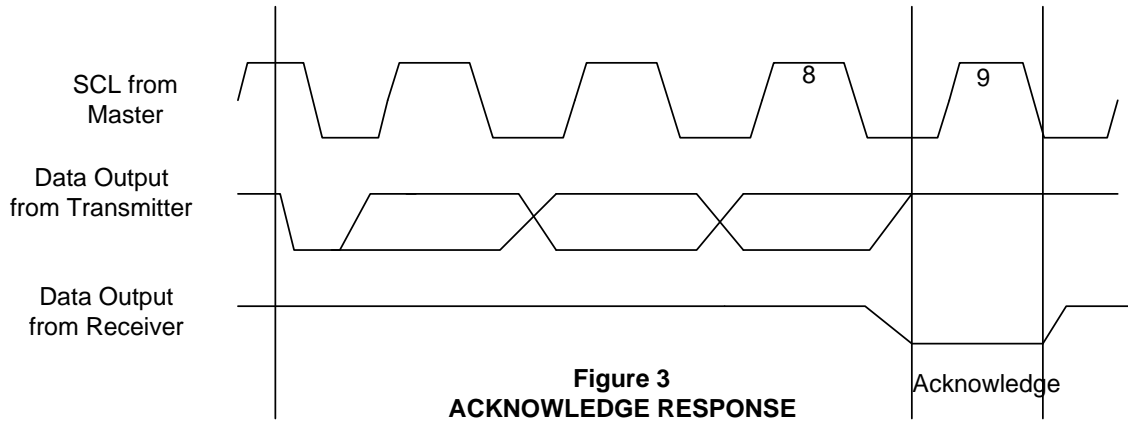 SCL from
Master
8
9
Data Output
from Transmitter
Data Output
from Receiver
Figure 3
ACKNOWLEDGE RESPONSE
Acknowledge